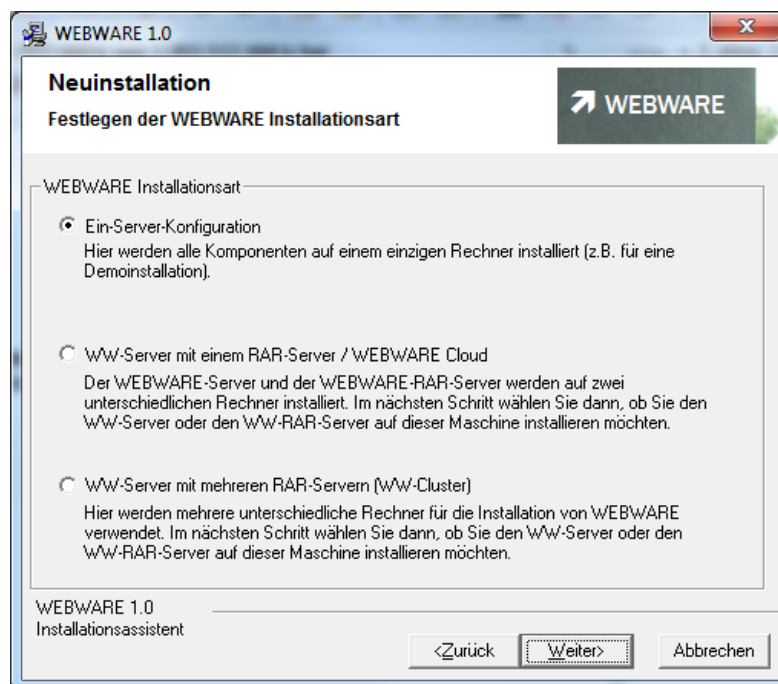 WEBWARE 1.0
Neuinstallation
Festlegen der WEBWARE Installationsart
WEBWARE
WEBWARE Installationsart
Ein-Server-Konfiguration
Hier werden alle Komponenten auf einem einzigen Rechner installiert (z.B. für eine
Demoinstallation).
WW-Server mit einem RAR-Server / WEBWARE Cloud
Der WEBWARE-Server und der WEBWARE-RAR-Server werden auf zwei
unterschiedlichen Rechner installiert. Im nächsten Schritt wählen Sie dann, ob Sie den
WW-Server oder den WW-RAR-Server auf dieser Maschine installieren möchten.
WW-Server mit mehreren RAR-Servern (WW-Cluster)
Hier werden mehrere unterschiedliche Rechner für die Installation von WEBWARE
verwendet. Im nächsten Schritt wählen Sie dann, ob Sie den WW-Server oder den
WW-RAR-Server auf dieser Maschine installieren möchten.
WEBWARE 1.0
Installationsassistent
<Zurück
Weiter>
Abbrechen